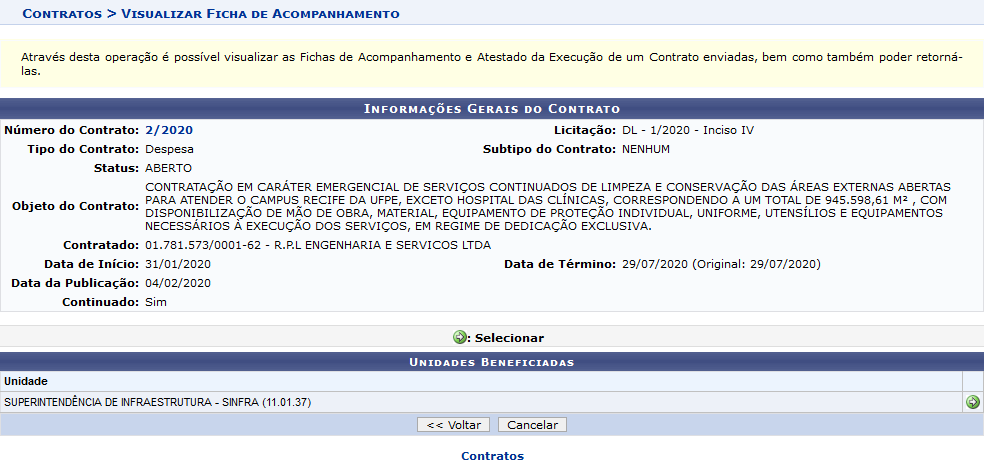 Contratos > Visualizar Ficha de Acompanhamento
Através desta operação é possível visualizar as Fichas de Acompanhamento e Atestado da Execução de um Contrato enviadas, bem como também poder retorná-
las.
Informações Gerais do Contrato
Número do Contrato: 2/2020 Licitação: DL - 1/2020 - Inciso IV
Tipo do Contrato: Despesa Subtipo do Contrato: NENHUM
Status: ABERTO
Objeto do Contrato: CONTRATAÇÃO EM CARÁTER EMERGENCIAL DE SERVIÇOS CONTINUADOS DE LIMPEZA E CONSERVAÇÃO DAS ÁREAS EXTERNAS ABERTAS
PARA ATENDER O CAMPUS RECIFE DA UFPE, EXCETO HOSPITAL DAS CLÍNICAS, CORRESPONDENDO A UM TOTAL DE 945.598,61 M² , COM
DISPONIBILIZAÇÃO DE MÃO DE OBRA, MATERIAL, EQUIPAMENTO DE PROTEÇÃO INDIVIDUAL, UNIFORME, UTENSÍLIOS E EQUIPAMENTOS
NECESSÁRIOS À EXECUÇÃO DOS SERVIÇOS, EM REGIME DE DEDICAÇÃO EXCLUSIVA.
Contratado: 01.781.573/0001-62 - R.P.L ENGENHARIA E SERVICOS LTDA
Data de Início: 31/01/2020 Data de Término: 29/07/2020 (Original: 29/07/2020)
Data da Publicação: 04/02/2020
Continuado: Sim
: Selecionar
Unidades Beneficiadas
Unidade
SUPERINTENDÊNCIA DE INFRAESTRUTURA - SINFRA (11.01.37)
<< Voltar Cancelar
Contratos